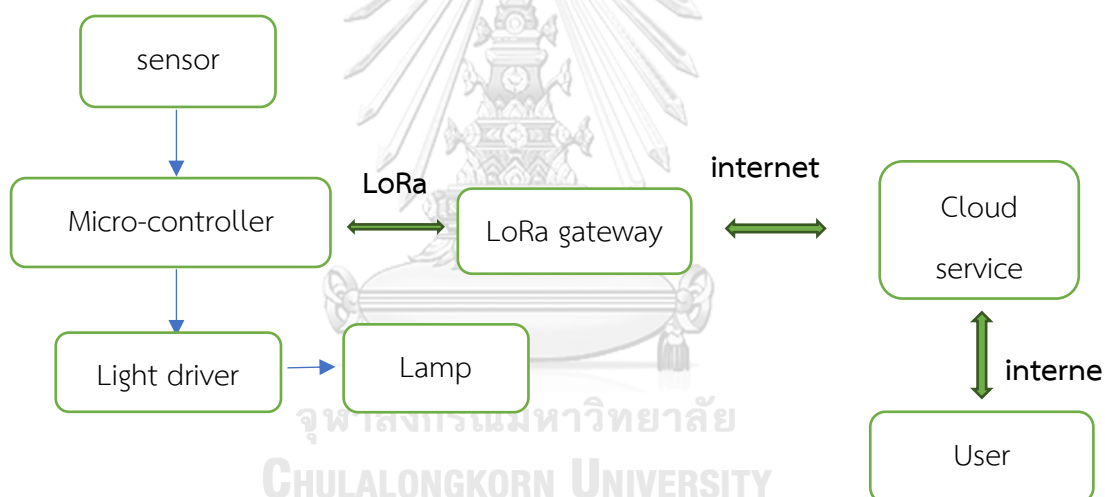 sensor
internet
LoRa
Cloud
service
Micro-controller
LoRa gateway
Light driver
Lamp
interne
User
จุฬาลงกรณ์มหาวิทยาลัย
CHULALONGKORN UNIVERSITY